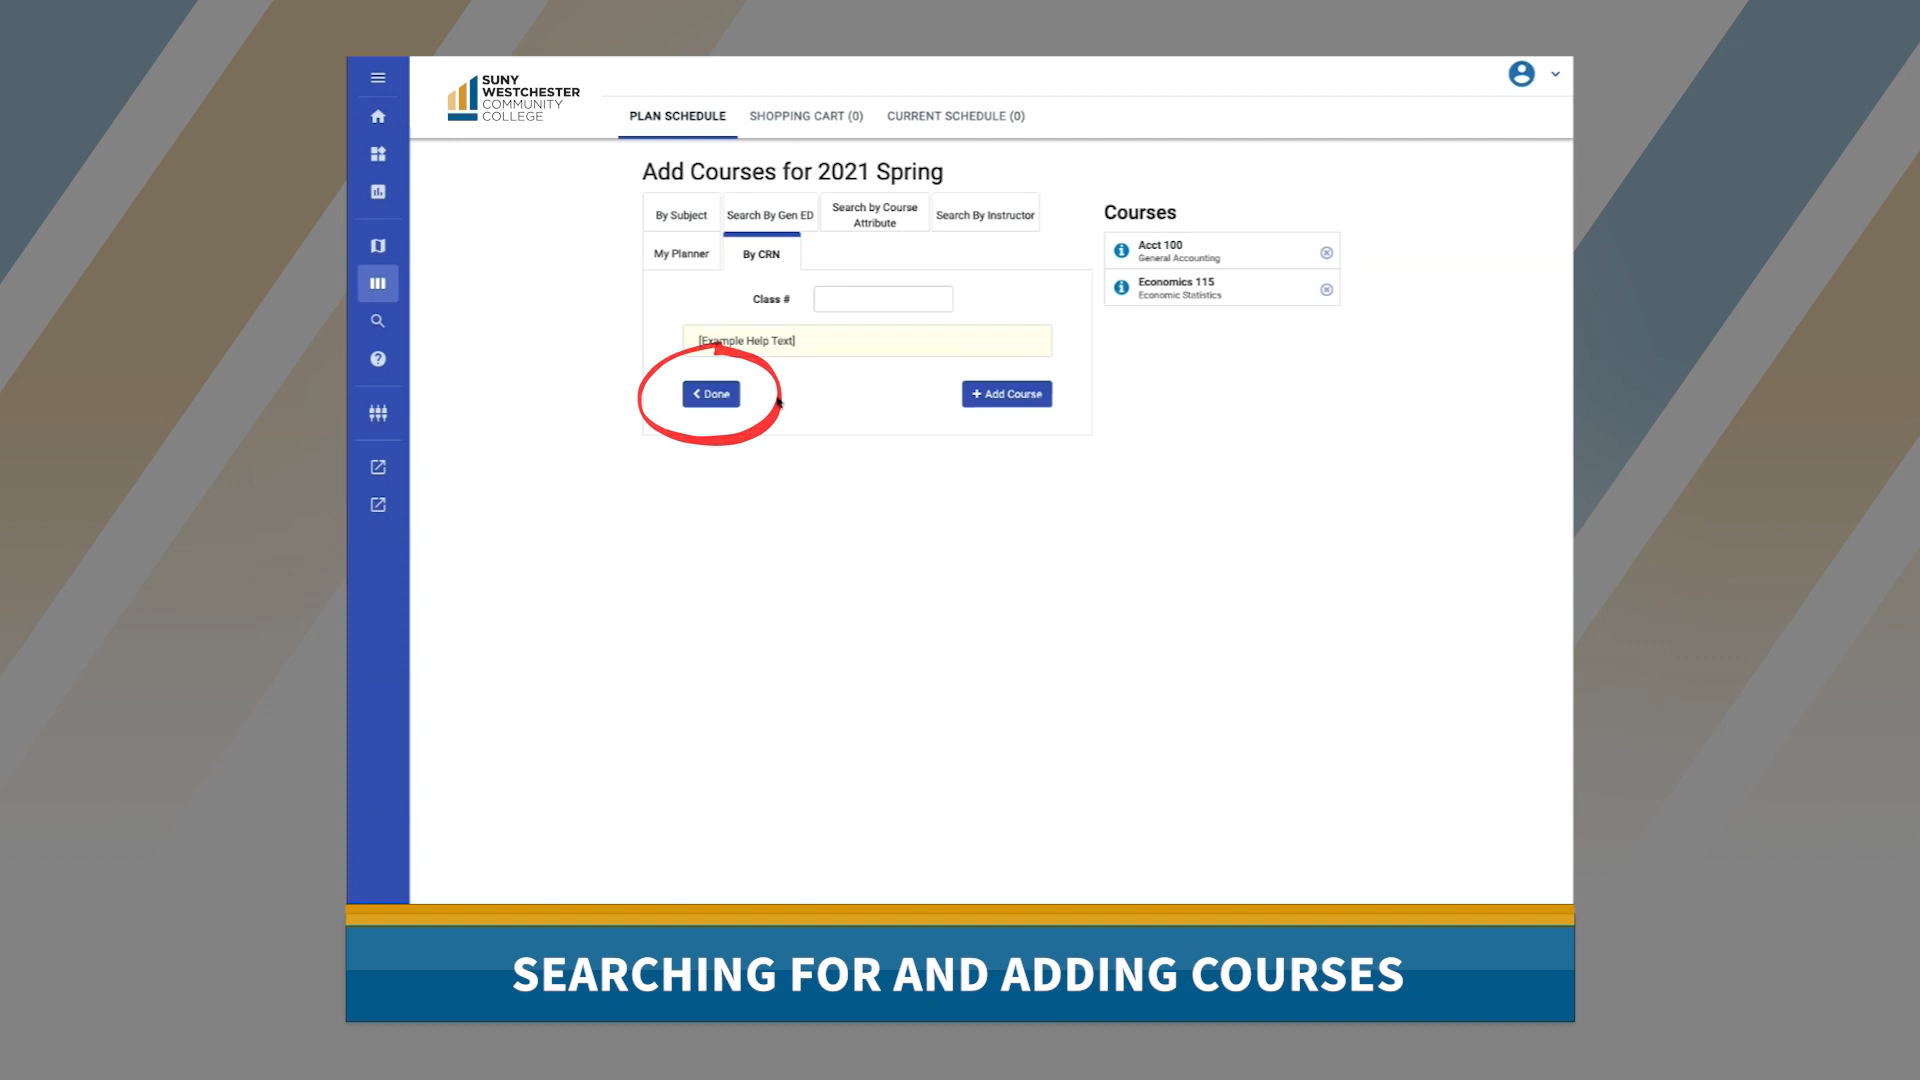 SUNY
WESTCHESTER
COMMUNITY
COLLEGE
PLAN SCHEDULE
SHOPPING CART (0)
CURRENT SCHEDULE (0)
Add Courses for 2021 Spring
By Subject
Search By Gen ED
Search by Course
Attribute
Search By Instructor
My Planner
By CRN
Class #
[Example Help Text]
Done
+ Add Course
Courses
Acct 100
General Accounting
Economics 115
Economic Statistics
SEARCHING FOR AND ADDING COURSES